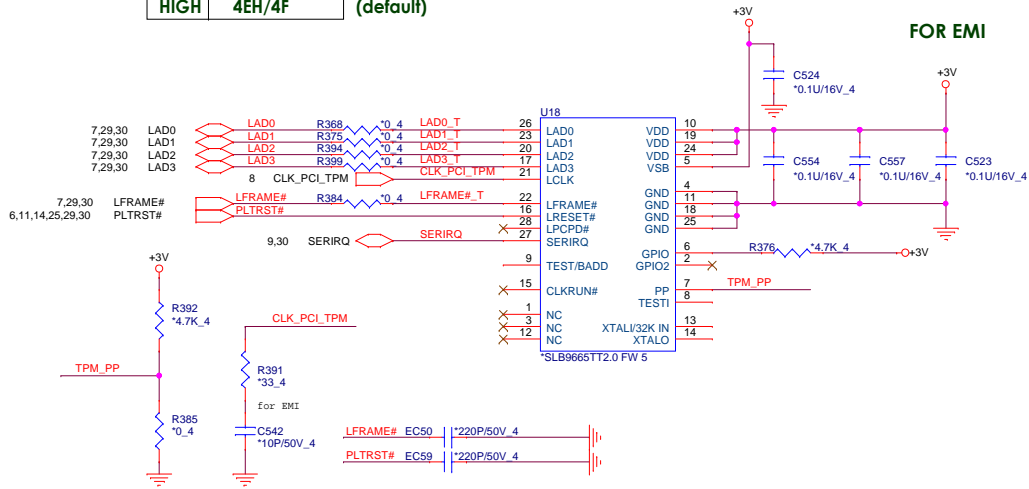 HIGH 4EH/4F (default)
+3V
FOR EMI
C524
*0.1U/16V_4
+3V
U18
7,29,30 LAD0 LAD0 R368 *0_4 LAD0_T 26 LAD0 VDD 10
7,29,30 LAD1 LAD1 R375 *0_4 LAD1_T 23 LAD1 VDD 19
7,29,30 LAD2 LAD2 R394 *0_4 LAD2_T 20 LAD2 VDD 24
7,29,30 LAD3 LAD3 R399 *0_4 LAD3_T 17 LAD3 VSB 5
8 CLK_PCI_TPM CLK_PCI_TPM 21 LCLK
C554
*0.1U/16V_4
C557
*0.1U/16V_4
C523
*0.1U/16V_4
GND 4
7,29,30 LFRAME# LFRAME# R384 *0_4 LFRAME#_T 22 LFRAME# GND 11
6,11,14,25,29,30 PLTRST# PLTRST# 16 LRESET# GND 18
28 LPCPD# GND 25
9,30 SERIRQ SERIRQ 27 SERIRQ
GPIO 6 R376 *4.7K_4 +3V
9 TEST/BADD GPIO2 2
15 CLKRUN# PP 7 TPM_PP
TESTI 8
1 NC
3 NC XTALI/32K IN 13
12 NC XTALO 14
*SLB9665TT2.0 FW 5
+3V
R392
*4.7K_4
TPM_PP
R385
*0_4
CLK_PCI_TPM
R391
*33_4
for EMI
C542
*10P/50V_4
LFRAME# EC50 *220P/50V_4
PLTRST# EC59 *220P/50V_4